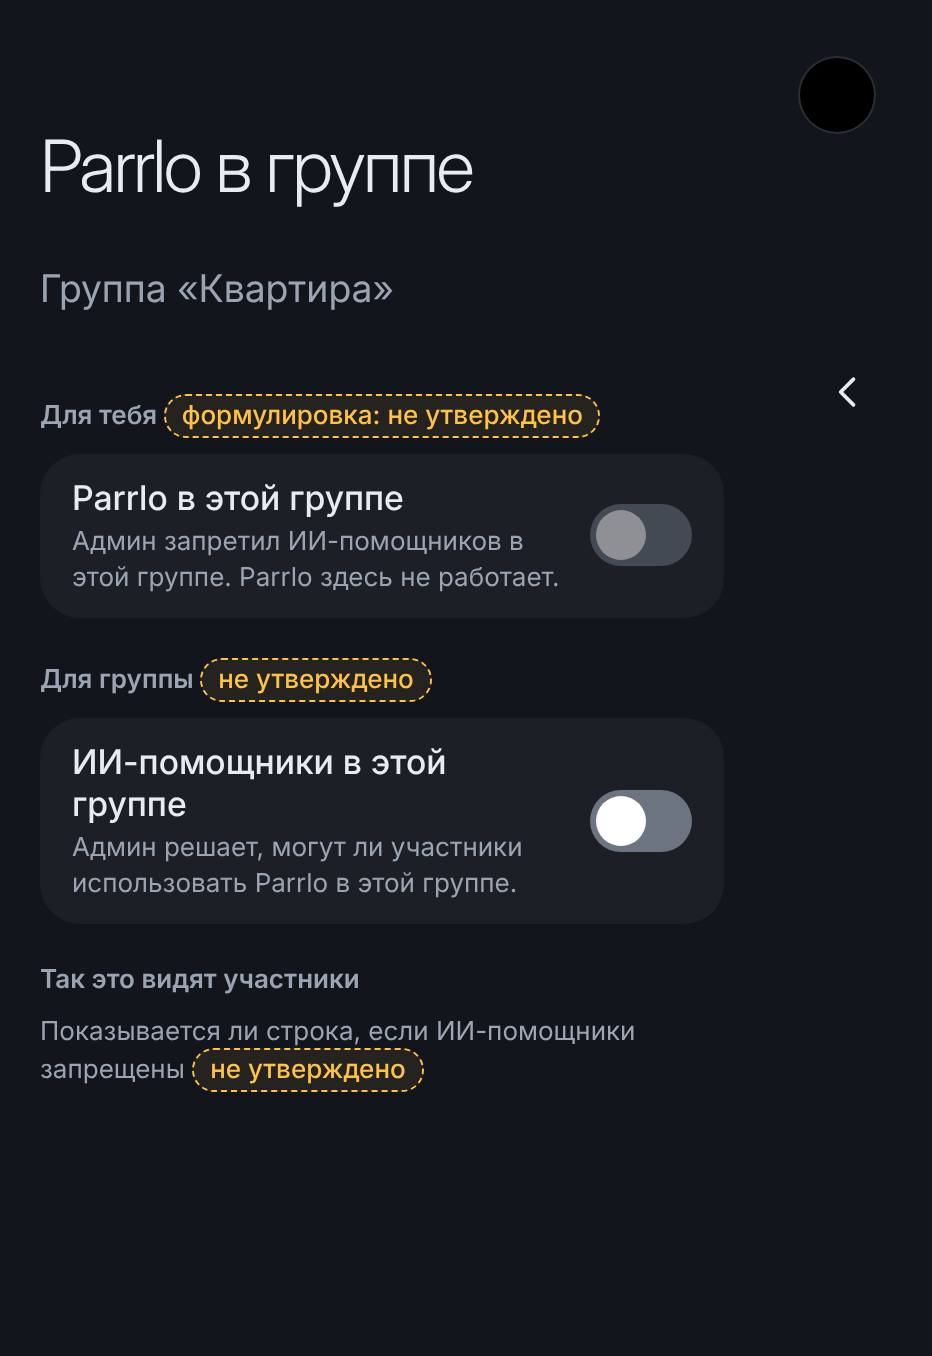 Parrlo в группе
Группа «Квартира»
Для тебя формулировка: не утверждено
Parrlo в этой группе
Админ запретил ИИ-помощников в
этой группе. Parrlo здесь не работает.
Для группы не утверждено
ИИ-помощники в этой
группе
Админ решает, могут ли участники
использовать Parrlo в этой группе.
Так это видят участники
Показывается ли строка, если ИИ-помощники
запрещены не утверждено